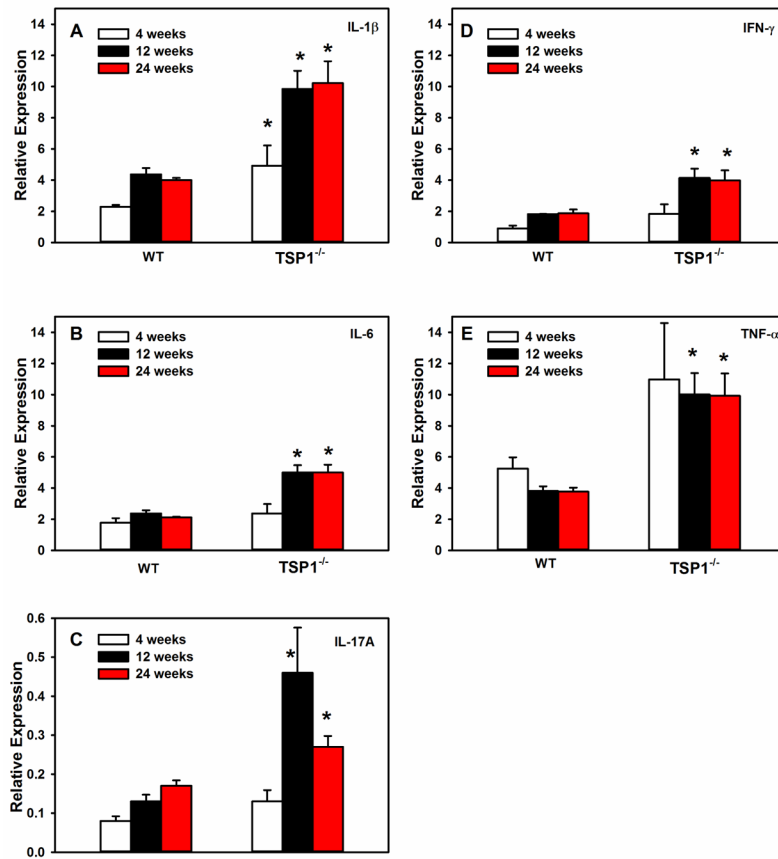 A
IL-1β
4 weeks
12 weeks
24 weeks
*
*
*
Relative Expression
14
12
10
8
6
4
2
0
WT
TSP1-/-
B
IL-6
4 weeks
12 weeks
24 weeks
*
*
Relative Expression
14
12
10
8
6
4
2
0
WT
TSP1-/-
C
IL-17A
4 weeks
12 weeks
24 weeks
*
*
Relative Expression
0.6
0.5
0.4
0.3
0.2
0.1
0.0
WT
TSP1-/-
D
IFN-γ
4 weeks
12 weeks
24 weeks
*
*
Relative Expression
14
12
10
8
6
4
2
0
WT
TSP1-/-
E
TNF-α
4 weeks
12 weeks
24 weeks
*
*
Relative Expression
14
12
10
8
6
4
2
0
WT
TSP1-/-